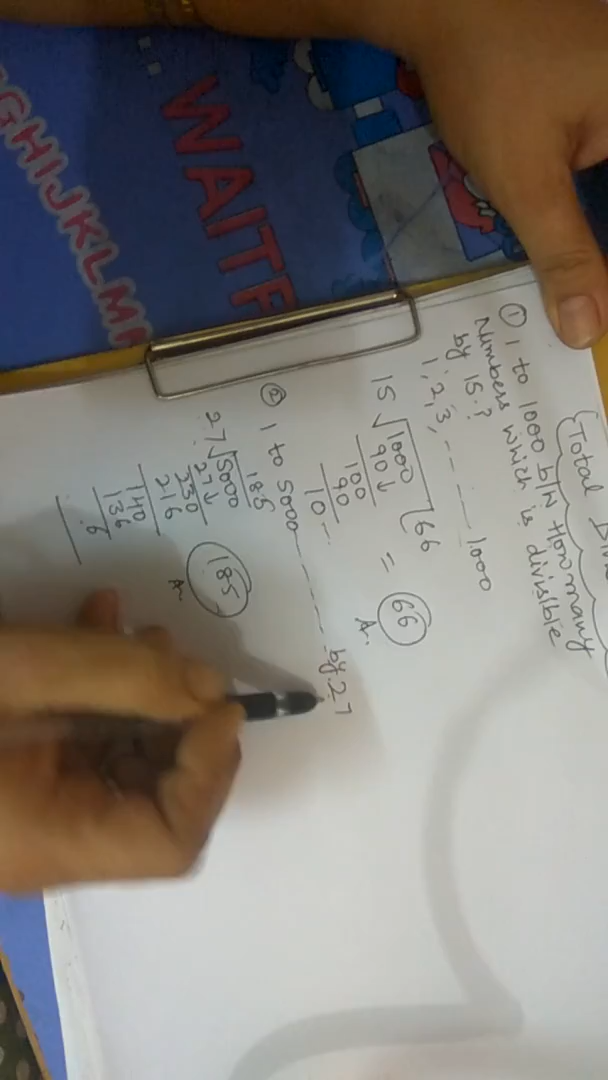 Total
① 1 to 1000 b/w How many
Numbers which is divisible
by 15.?
1, 2, 3, ---- 1000
15 √1000 66 = 66
90↓ A.
100
90
10
② 1 to 5000 ------ by 27
185
27 √5000 185
27↓ A.
230
216
140
136
6
WAITF
GHIJKLM